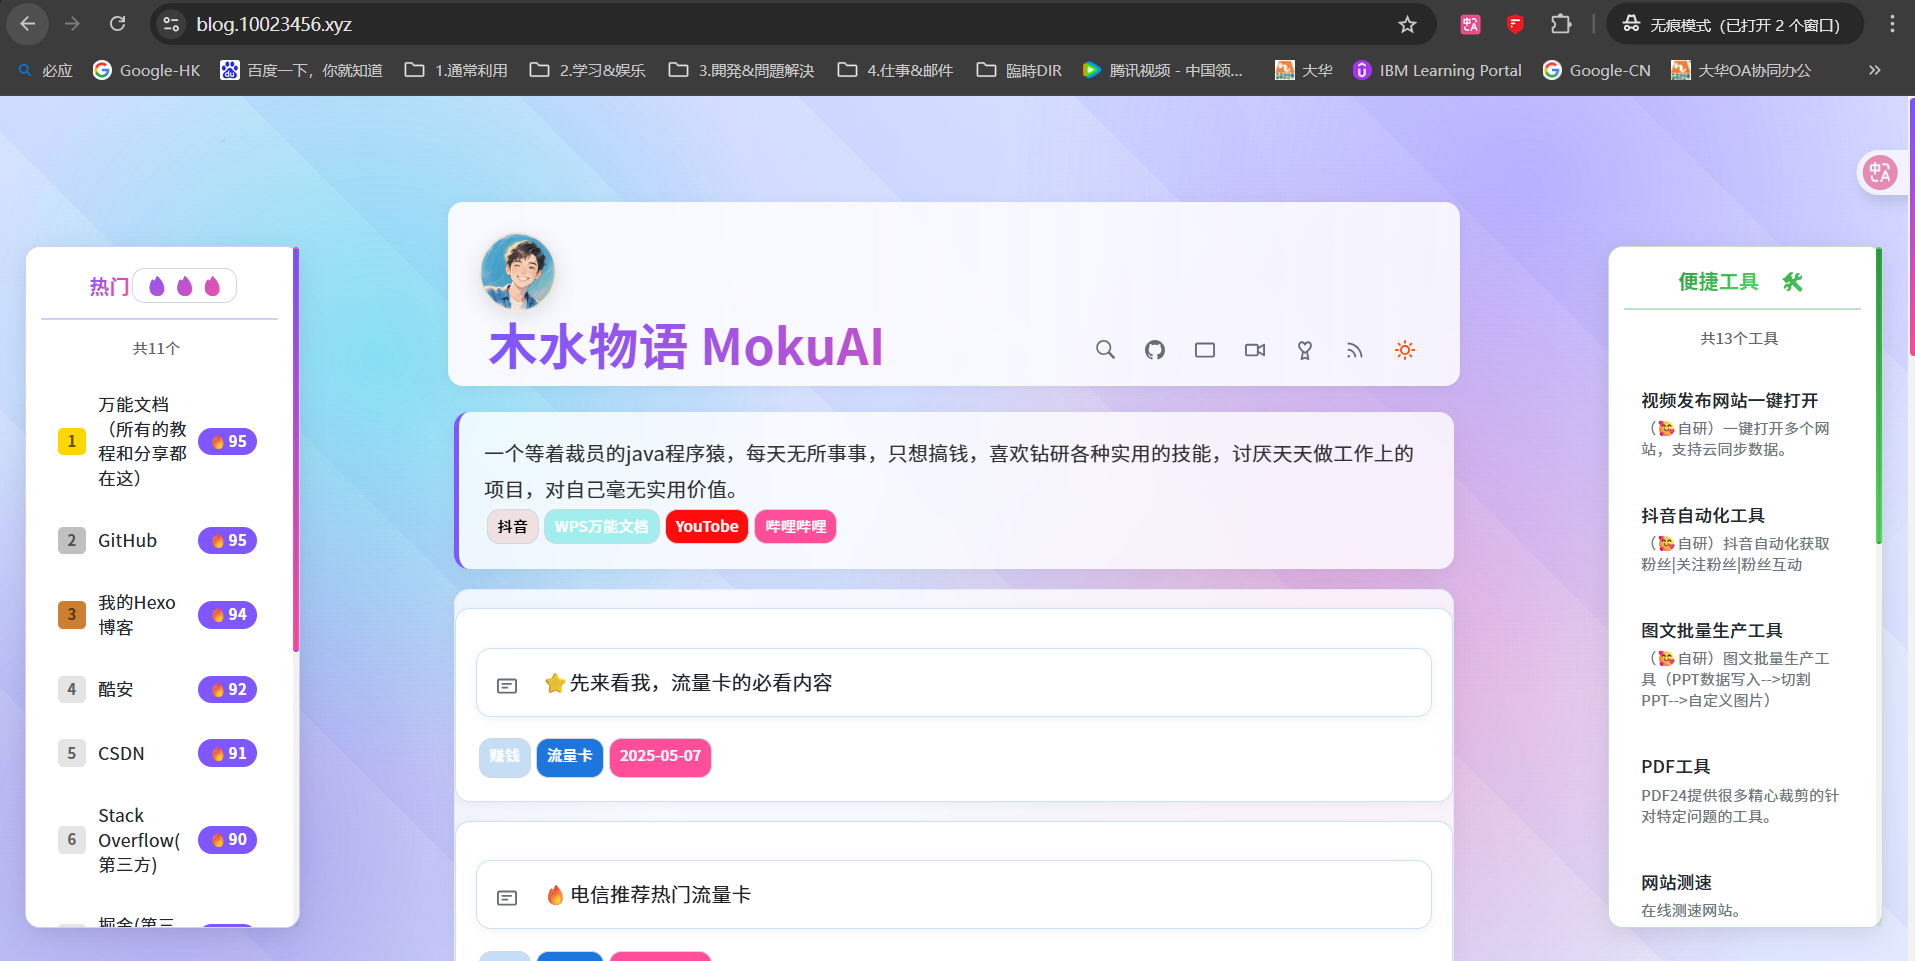 blog.10023456.xyz
无痕模式（已打开 2 个窗口）
必应
Google-HK
百度一下，你就知道
1.通常利用
2.学习&娱乐
3.開発&問題解決
4.仕事&邮件
臨時DIR
腾讯视频 - 中国领...
大华
IBM Learning Portal
Google-CN
大华OA协同办公
热门
共11个
1
万能文档
（所有的教
程和分享都
在这）
95
2
GitHub
95
3
我的Hexo
博客
94
4
酷安
92
5
CSDN
91
6
Stack
Overflow(
第三方)
90
掘金(第三
木水物语 MokuAI
一个等着裁员的java程序猿，每天无所事事，只想搞钱，喜欢钻研各种实用的技能，讨厌天天做工作上的
项目，对自己毫无实用价值。
抖音
WPS万能文档
YouTobe
哔哩哔哩
⭐先来看我，流量卡的必看内容
赚钱
流量卡
2025-05-07
🔥电信推荐热门流量卡
便捷工具
共13个工具
视频发布网站一键打开
（🥰自研）一键打开多个网
站，支持云同步数据。
抖音自动化工具
（🥰自研）抖音自动化获取
粉丝|关注粉丝|粉丝互动
图文批量生产工具
（🥰自研）图文批量生产工
具（PPT数据写入-->切割
PPT-->自定义图片）
PDF工具
PDF24提供很多精心裁剪的针
对特定问题的工具。
网站测速
在线测速网站。